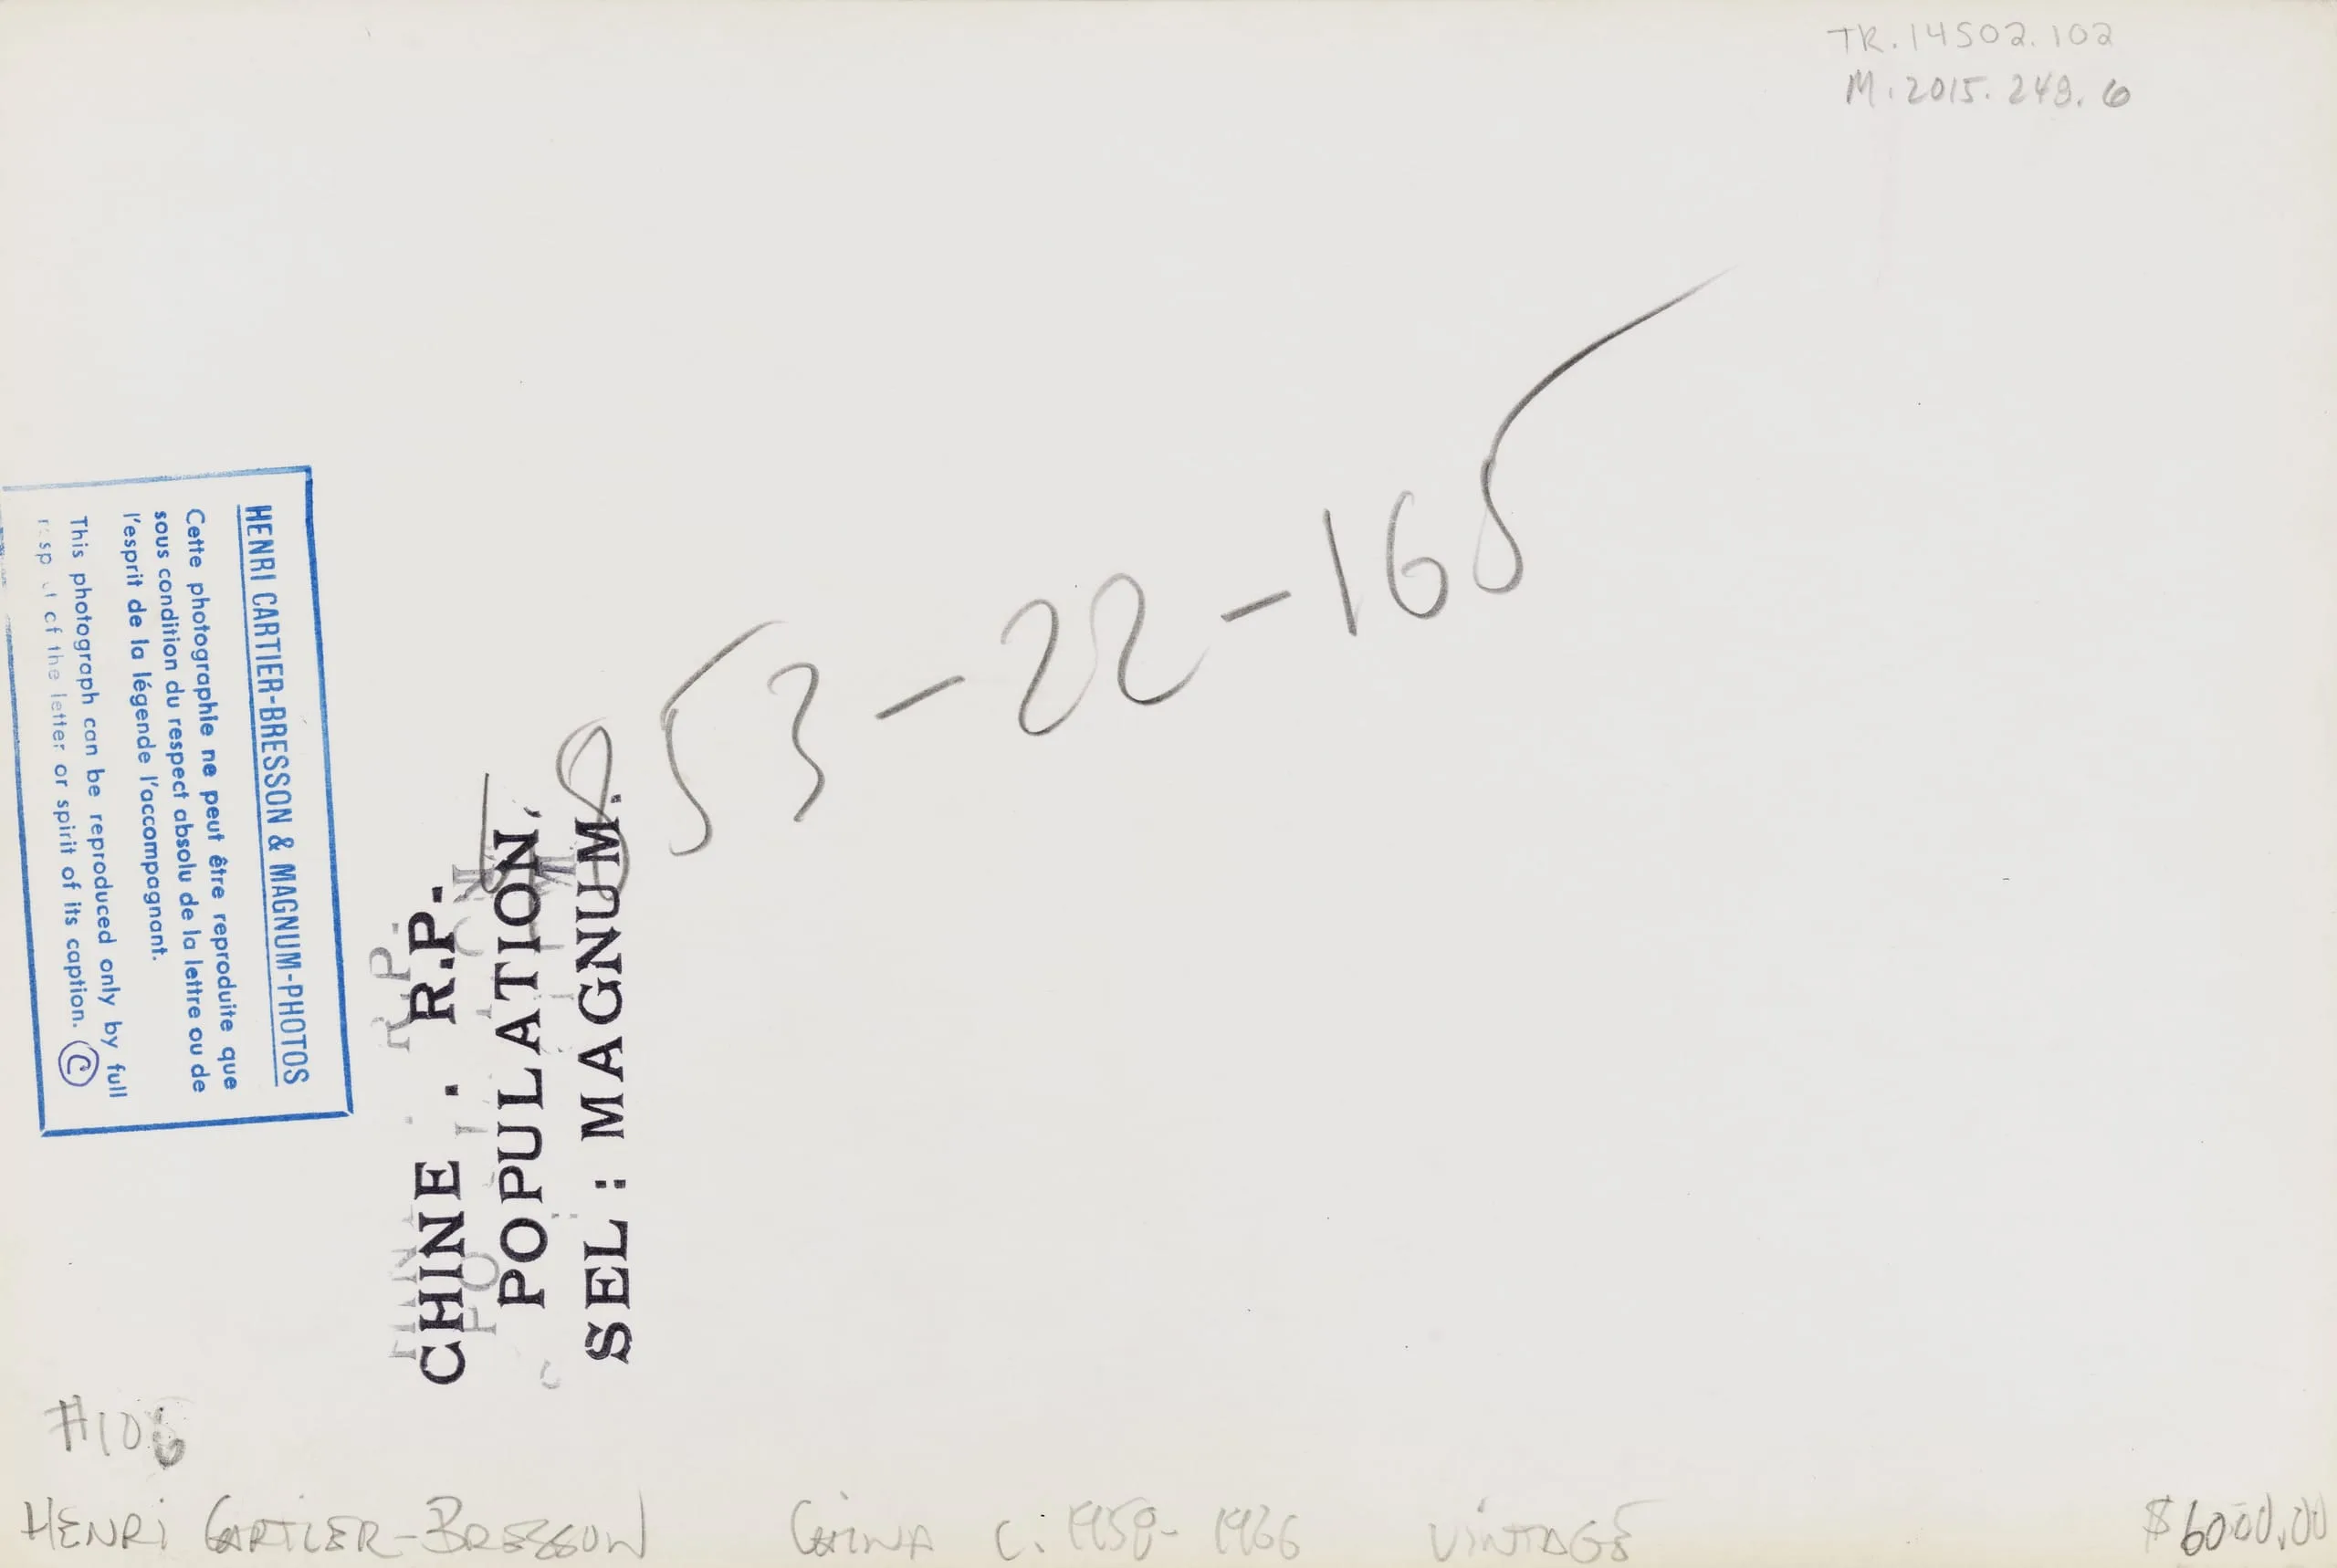 TR.14502.102
M.2015.248.6
53-22-165
HENRI CARTIER-BRESSON & MAGNUM-PHOTOS
Cette photographie ne peut être reproduite que
sous condition du respect absolu de la lettre ou de
l'esprit de la légende l'accompagnant.
This photograph can be reproduced only by full
of the letter or spirit of its caption. ©
CHINE . R.P.
POPULATION,
SEL : MAGNUM.
#106
HENRI CARTIER-BRESSON CHINA C. 1958- VINTAGE $6000.00